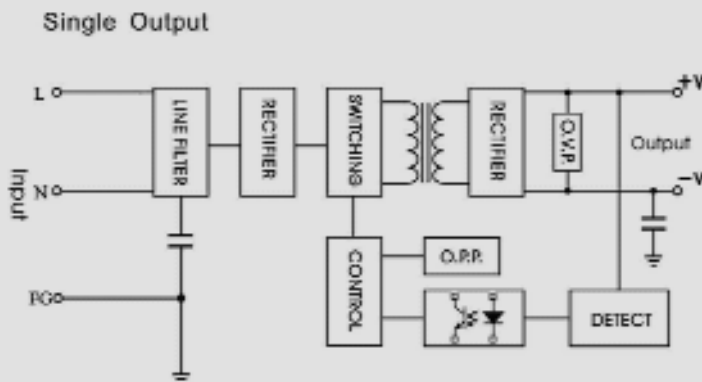 Single Output
L
N
FG
Input
LINE FILTER
RECTIFIER
SWITCHING
RECTIFIER
O.V.P.
+V
Output
-V
CONTROL
O.P.P.
DETECT